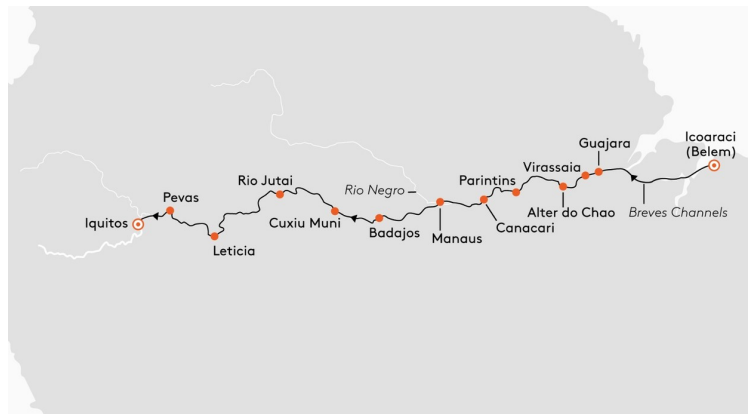 Icoaraci
(Belem)
Guajara
Virassaia
Parintins
Rio Jutai
Rio Negro
Pevas
Alter do Chao
Breves Channels
Iquitos
Cuxiu Muni
Badajos
Canacari
Manaus
Leticia